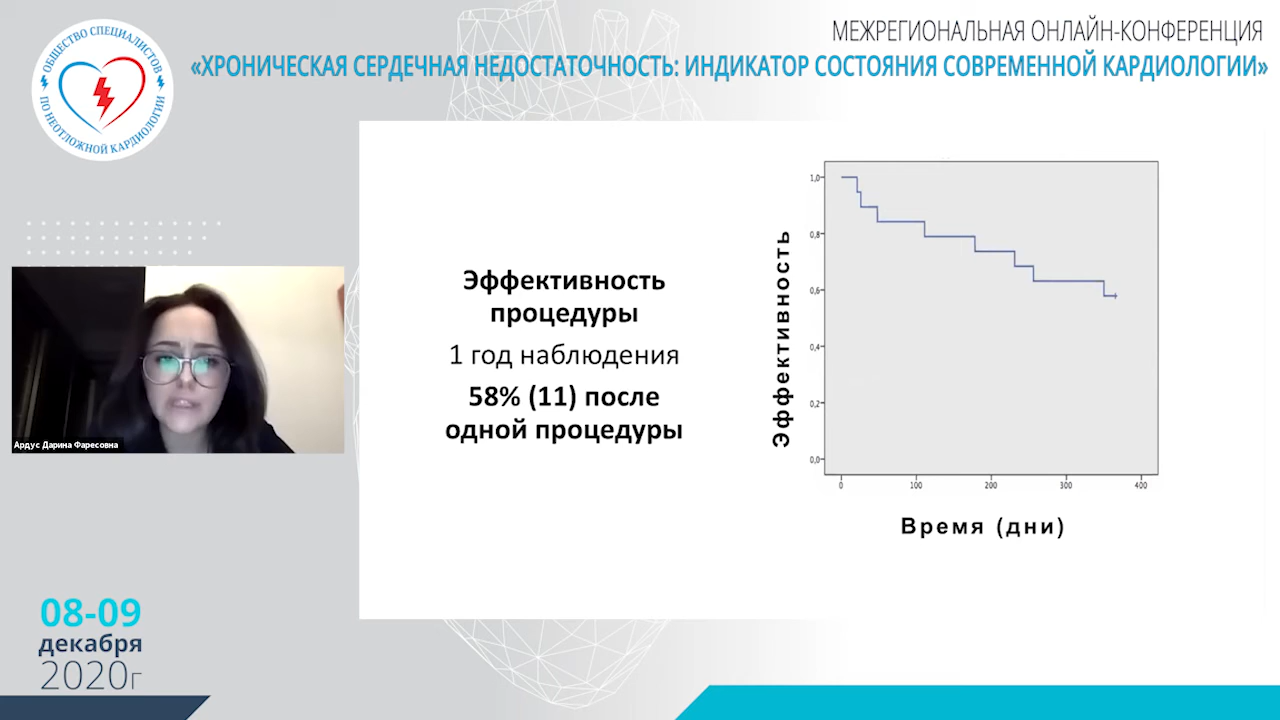 МЕЖРЕГИОНАЛЬНАЯ ОНЛАЙН-КОНФЕРЕНЦИЯ
«ХРОНИЧЕСКАЯ СЕРДЕЧНАЯ НЕДОСТАТОЧНОСТЬ: ИНДИКАТОР СОСТОЯНИЯ СОВРЕМЕННОЙ КАРДИОЛОГИИ»
ОБЩЕСТВО СПЕЦИАЛИСТОВ
ПО НЕОТЛОЖНОЙ КАРДИОЛОГИИ
Эффективность
процедуры
1 год наблюдения
58% (11) после
одной процедуры
Эффективность
1,0
0,8
0,6
0,4
0,2
0,0
0 100 200 300 400
Время (дни)
Ардус Дарина Фаресовна
08-09
декабря
2020г